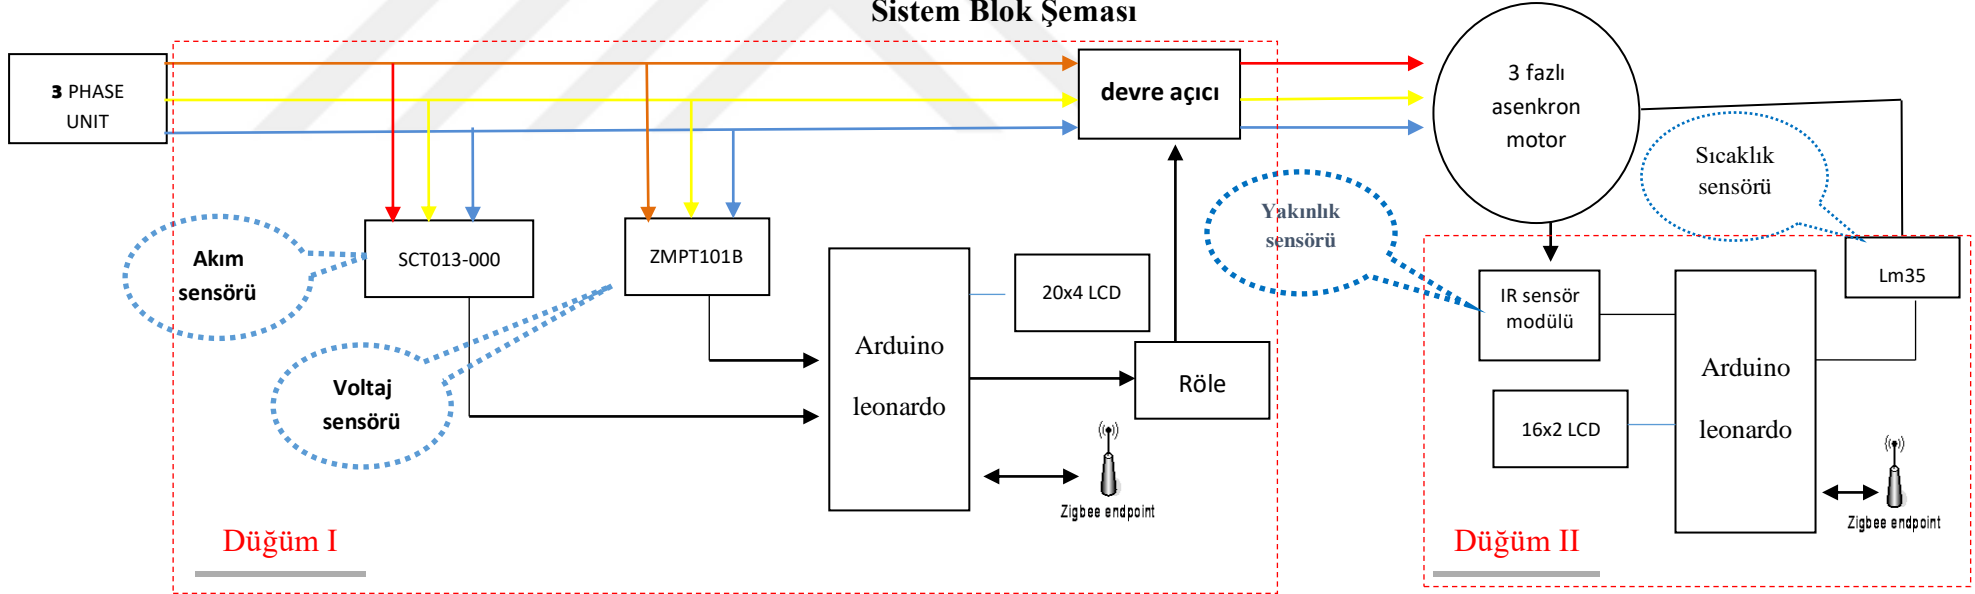 Sistem Blok Şeması
3 PHASE
UNIT
devre açıcı
3 fazlı
asenkron
motor
Sıcaklık
sensörü
Yakınlık
sensörü
Akım
sensörü
SCT013-000
ZMPT101B
20x4 LCD
Lm35
IR sensör
modülü
Voltaj
sensörü
Arduino
leonardo
Röle
Arduino
leonardo
16x2 LCD
Zigbee endpoint
Zigbee endpoint
Düğüm I
Düğüm II